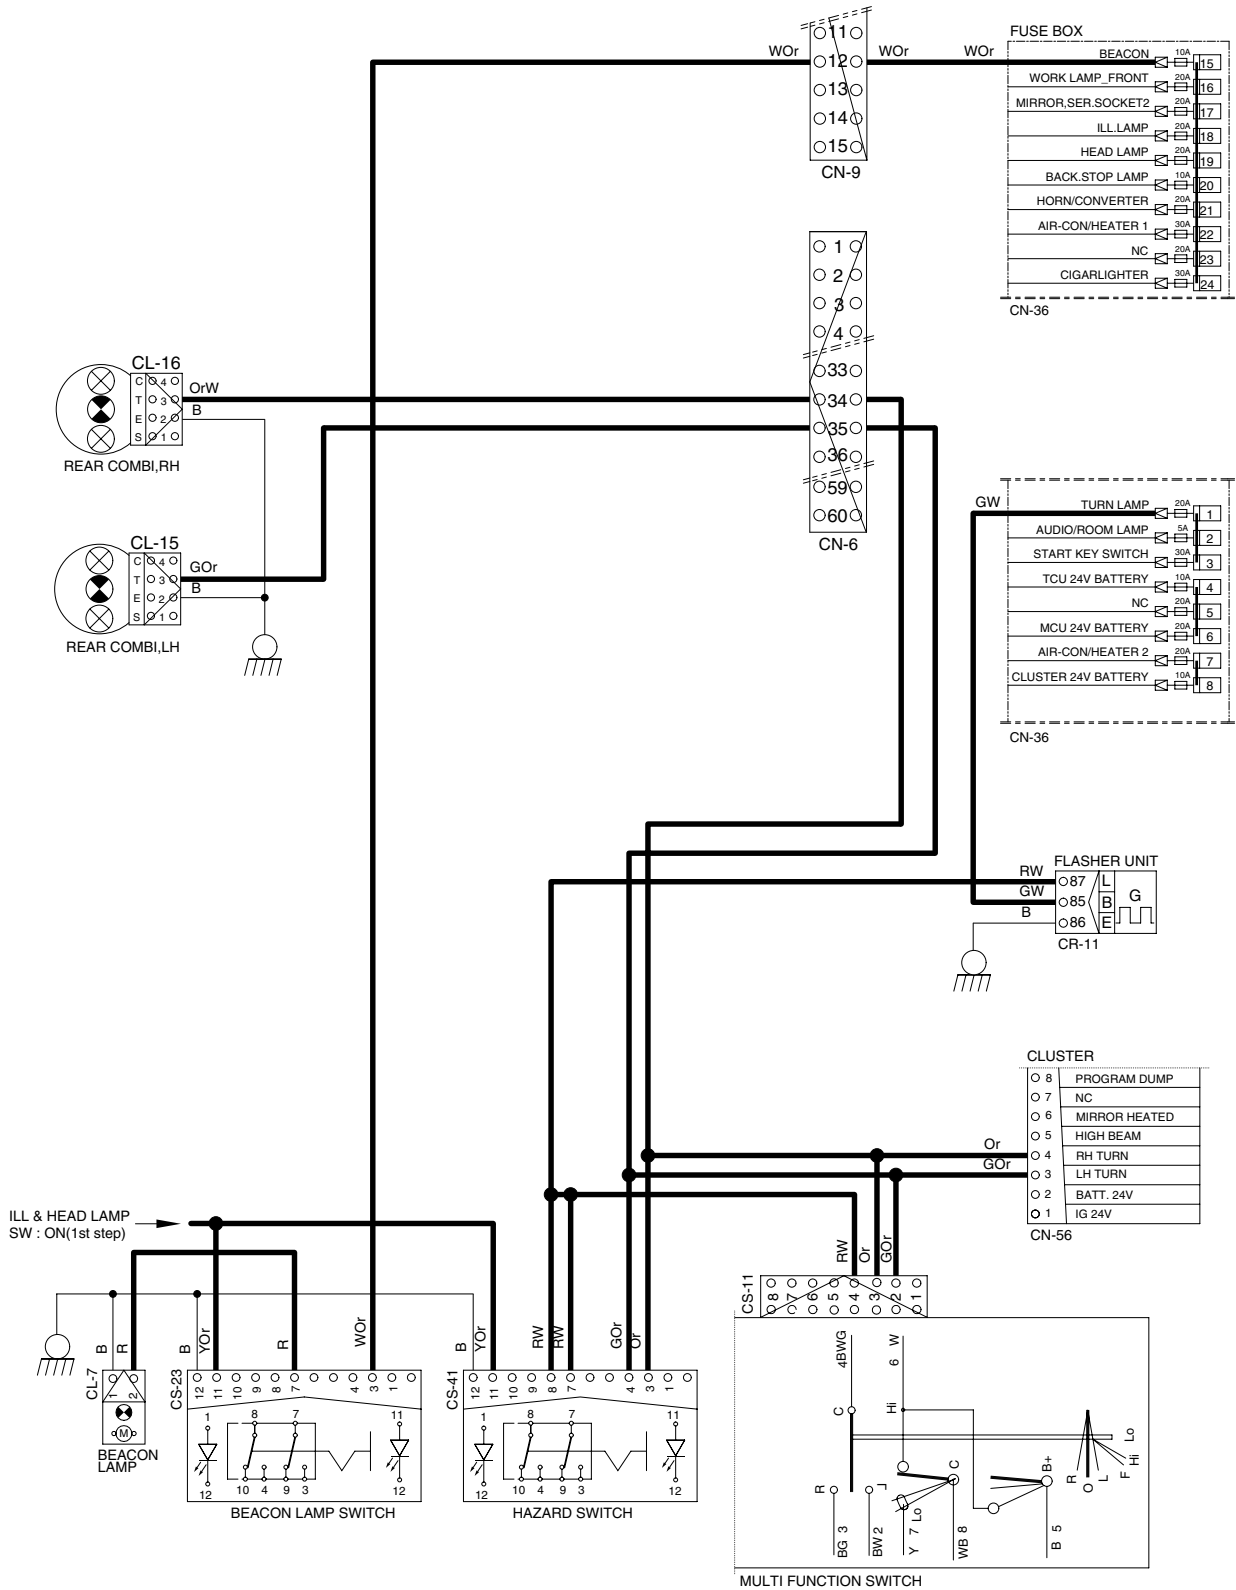 FUSE BOX
WOr WOr WOr
BEACON 10A 15
WORK LAMP_FRONT 20A 16
MIRROR,SER.SOCKET2 20A 17
ILL.LAMP 20A 18
HEAD LAMP 20A 19
BACK.STOP LAMP 10A 20
HORN/CONVERTER 20A 21
AIR-CON/HEATER 1 30A 22
NC 20A 23
CIGARLIGHTER 30A 24
CN-36
11
12
13
14
15
CN-9
1
2
3
4
33
34
35
36
59
60
CN-6
CL-16
C 4
T 3
E 2
S 1
OrW
B
REAR COMBI,RH
CL-15
C 4
T 3
E 2
S 1
GOr
B
REAR COMBI,LH
GW
TURN LAMP 20A 1
AUDIO/ROOM LAMP 5A 2
START KEY SWITCH 30A 3
TCU 24V BATTERY 10A 4
NC 20A 5
MCU 24V BATTERY 20A 6
AIR-CON/HEATER 2 20A 7
CLUSTER 24V BATTERY 10A 8
CN-36
FLASHER UNIT
RW 87 L
GW 85 B G
B 86 E
CR-11
CLUSTER
8 PROGRAM DUMP
7 NC
6 MIRROR HEATED
5 HIGH BEAM
Or 4 RH TURN
GOr 3 LH TURN
2 BATT. 24V
1 IG 24V
CN-56
ILL & HEAD LAMP
SW : ON(1st step)
B R
CL-7
1 2
M
BEACON
LAMP
B YOr R WOr
CS-23
12 11 10 9 8 7 4 3 1
1 8 7 11
12 10 4 9 3 12
BEACON LAMP SWITCH
B YOr RW RW GOr Or
CS-41
12 11 10 9 8 7 4 3 1
1 8 7 11
12 10 4 9 3 12
HAZARD SWITCH
RW Or GOr
CS-11
8 7 6 5 4 3 2 1
4BWG
6 W
C
Hi
R
L
Lo
C
B+
R
O
L
F
Hi
Lo
BG 3
BW 2
Y 7
WB 8
B 5
MULTI FUNCTION SWITCH